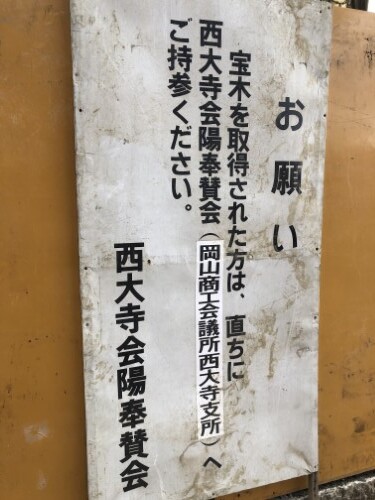 お願い
宝木を取得された方は、直ちに
西大寺会陽奉賛会(岡山商工会議所西大寺支所)へ
ご持参ください。
西大寺会陽奉賛会